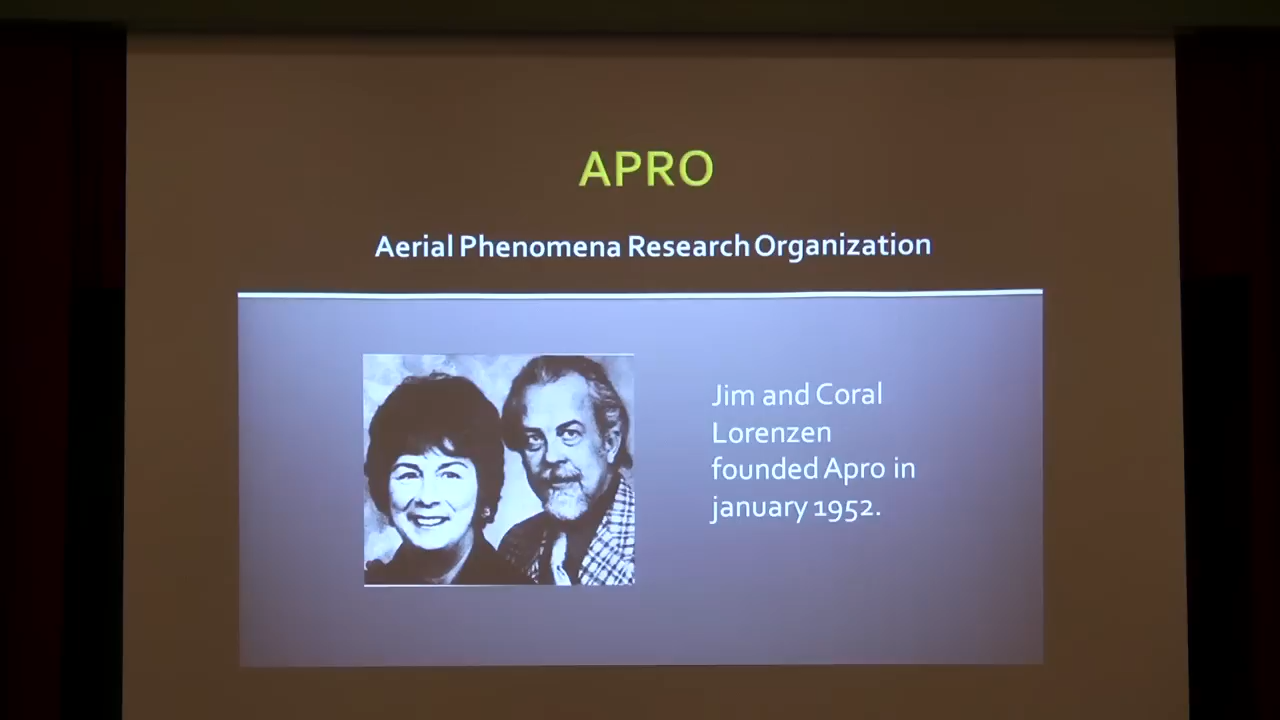 APRO
Aerial Phenomena Research Organization
Jim and Coral
Lorenzen
founded Apro in
january 1952.